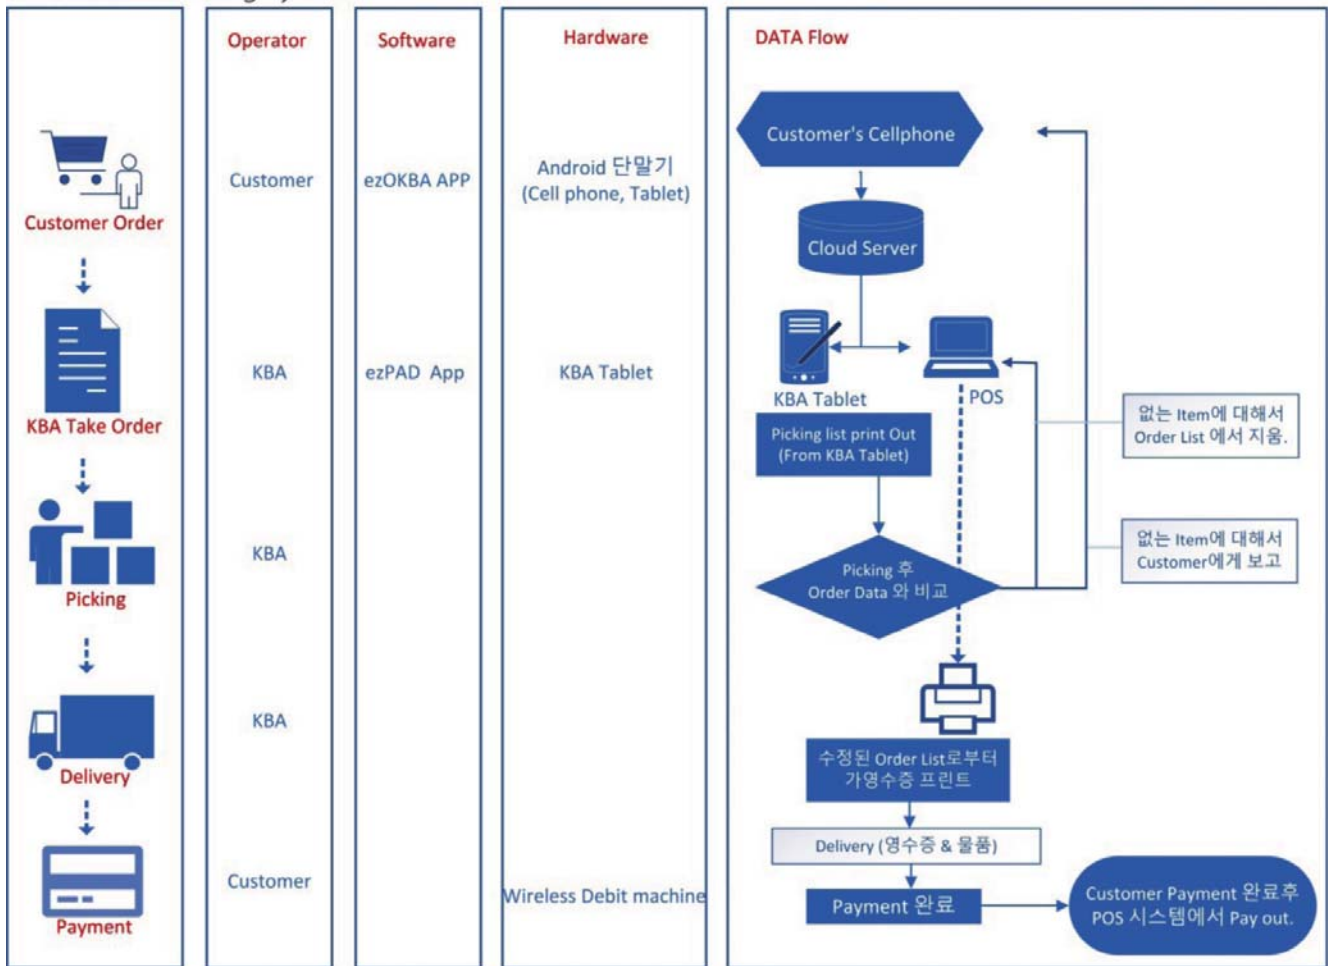 Operator
Software
Hardware
DATA Flow
Customer Order
Customer
ezOKBA APP
Android 단말기
(Cell phone, Tablet)
Customer's Cellphone
Cloud Server
KBA Take Order
KBA
ezPAD App
KBA Tablet
KBA Tablet
POS
Picking list print Out
(From KBA Tablet)
없는 Item에 대해서
Order List 에서 지움.
Picking
KBA
Picking 후
Order Data 와 비교
없는 Item에 대해서
Customer에게 보고
Delivery
KBA
수정된 Order List로부터
가영수증 프린트
Delivery (영수증 & 물품)
Payment
Customer
Wireless Debit machine
Payment 완료
Customer Payment 완료후
POS 시스템에서 Pay out.